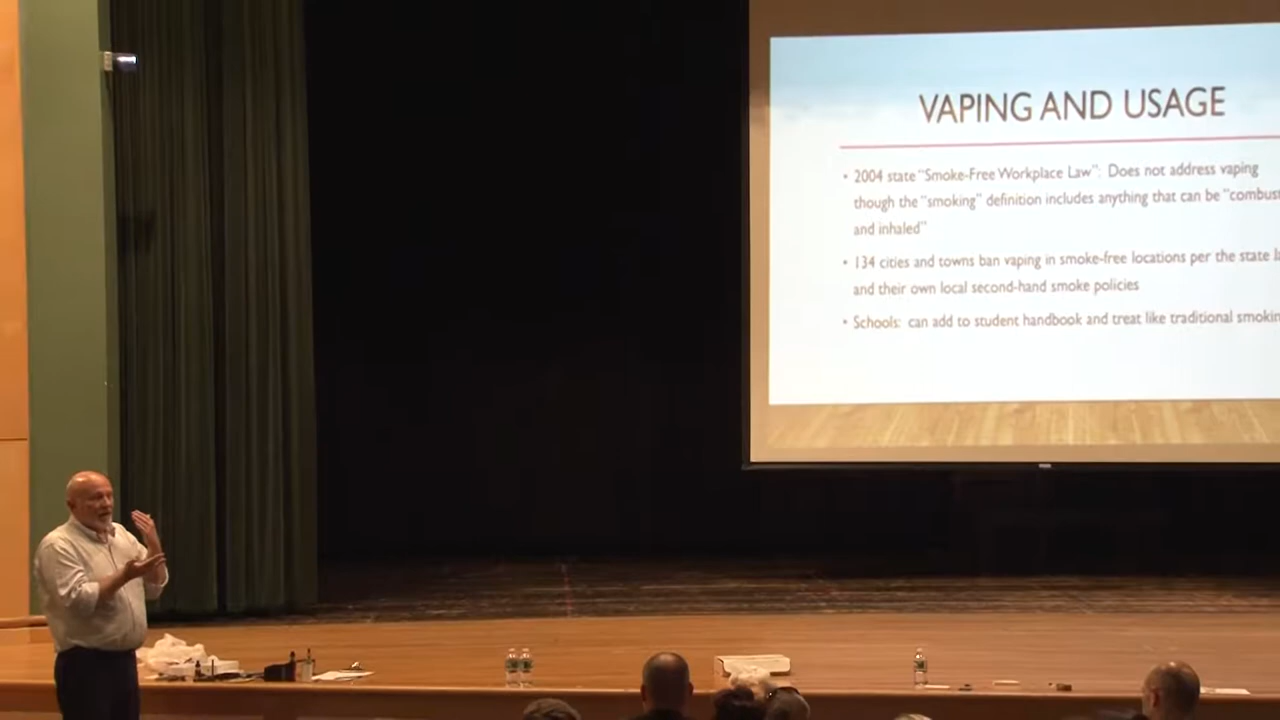 VAPING AND USAGE
• 2004 state "Smoke-Free Workplace Law": Does not address vaping
though the "smoking" definition includes anything that can be "combust
and inhaled"
• 134 cities and towns ban vaping in smoke-free locations per the state la
and their own local second-hand smoke policies
• Schools: can add to student handbook and treat like traditional smokin